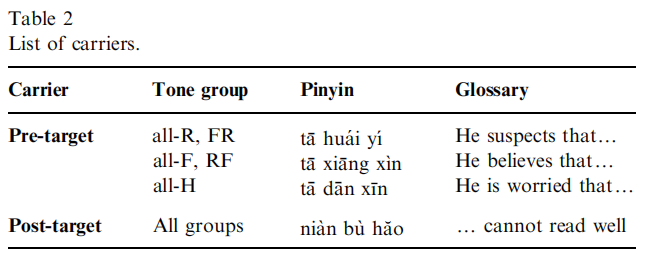 Table 2
List of carriers.
Carrier Tone group Pinyin Glossary
Pre-target all-R, FR tā huái yí He suspects that…
all-F, RF tā xiāng xìn He believes that…
all-H tā dān xīn He is worried that…
Post-target All groups niàn bù hăo … cannot read well